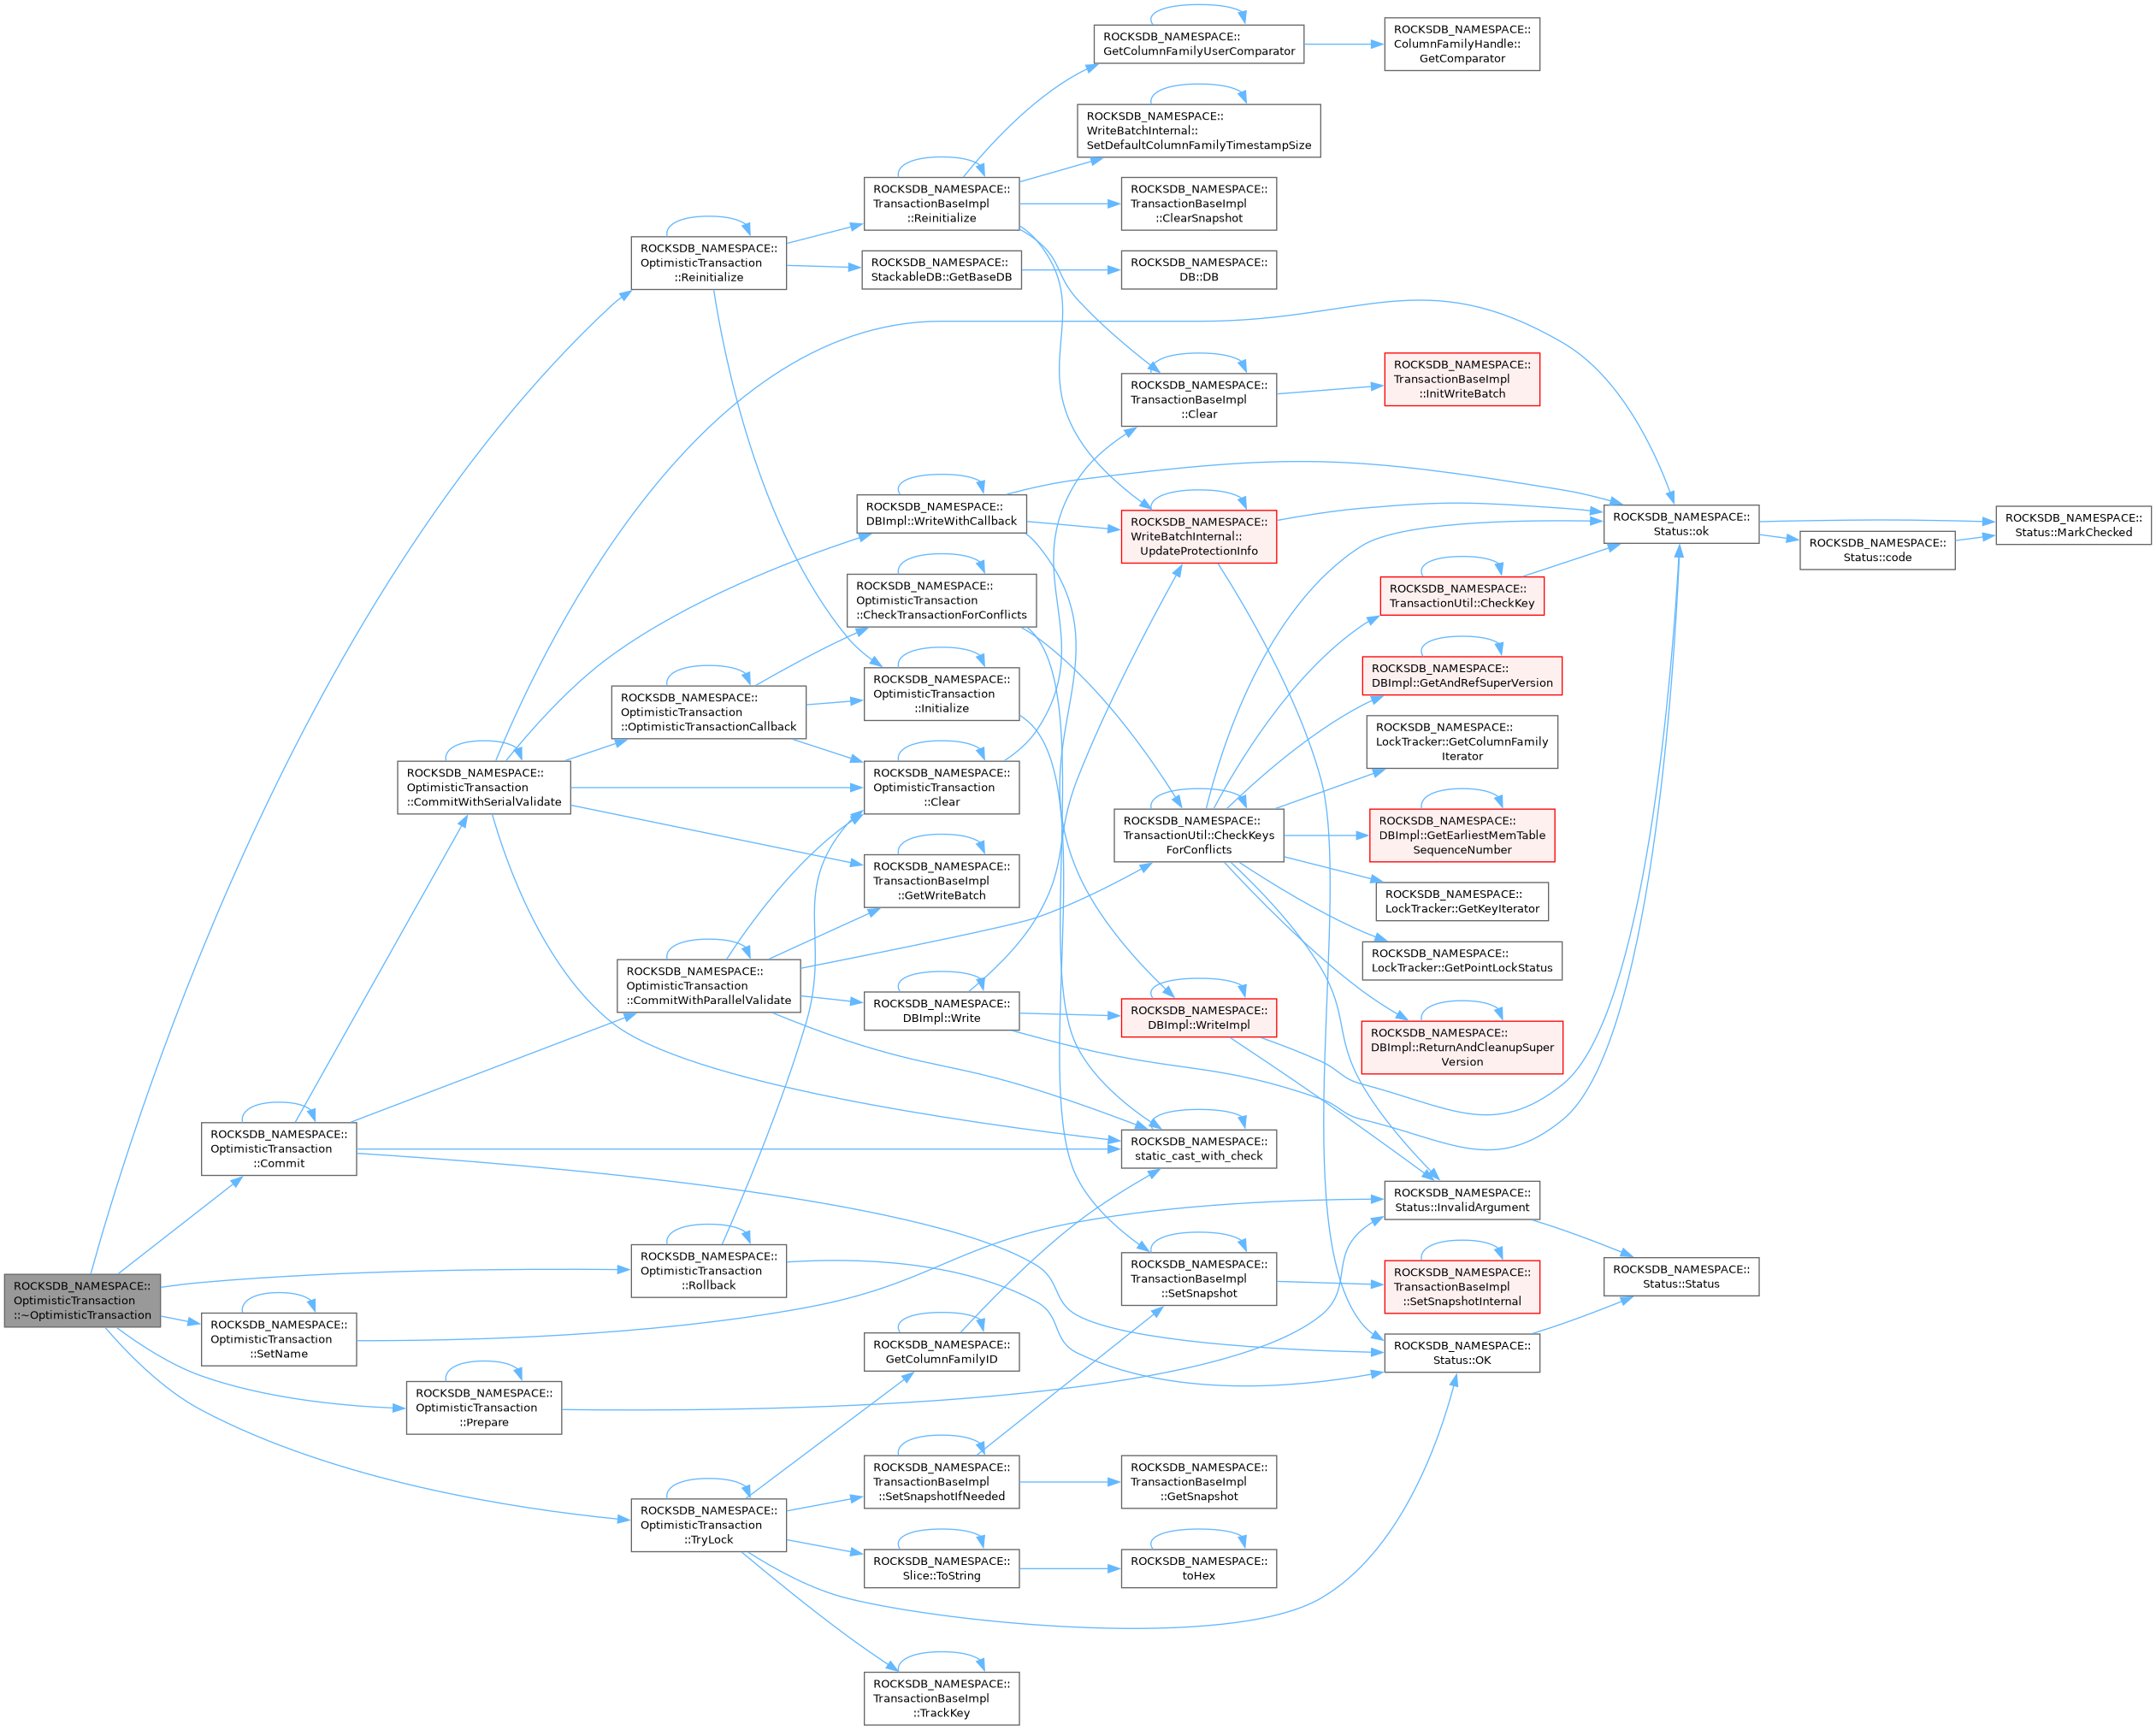 ROCKSDB_NAMESPACE::
OptimisticTransaction
::~OptimisticTransaction
ROCKSDB_NAMESPACE::
OptimisticTransaction
::Commit
ROCKSDB_NAMESPACE::
OptimisticTransaction
::SetName
ROCKSDB_NAMESPACE::
OptimisticTransaction
::CommitWithSerialValidate
ROCKSDB_NAMESPACE::
OptimisticTransaction
::Prepare
ROCKSDB_NAMESPACE::
OptimisticTransaction
::Reinitialize
ROCKSDB_NAMESPACE::
OptimisticTransaction
::OptimisticTransactionCallback
ROCKSDB_NAMESPACE::
OptimisticTransaction
::CommitWithParallelValidate
ROCKSDB_NAMESPACE::
OptimisticTransaction
::Rollback
ROCKSDB_NAMESPACE::
OptimisticTransaction
::TryLock
ROCKSDB_NAMESPACE::
TransactionBaseImpl
::Reinitialize
ROCKSDB_NAMESPACE::
StackableDB::GetBaseDB
ROCKSDB_NAMESPACE::
DBImpl::WriteWithCallback
ROCKSDB_NAMESPACE::
OptimisticTransaction
::CheckTransactionForConflicts
ROCKSDB_NAMESPACE::
OptimisticTransaction
::Initialize
ROCKSDB_NAMESPACE::
OptimisticTransaction
::Clear
ROCKSDB_NAMESPACE::
TransactionBaseImpl
::GetWriteBatch
ROCKSDB_NAMESPACE::
DBImpl::Write
ROCKSDB_NAMESPACE::
GetColumnFamilyID
ROCKSDB_NAMESPACE::
TransactionBaseImpl
::SetSnapshotIfNeeded
ROCKSDB_NAMESPACE::
Slice::ToString
ROCKSDB_NAMESPACE::
TransactionBaseImpl
::TrackKey
ROCKSDB_NAMESPACE::
GetColumnFamilyUserComparator
ROCKSDB_NAMESPACE::
WriteBatchInternal::
SetDefaultColumnFamilyTimestampSize
ROCKSDB_NAMESPACE::
TransactionBaseImpl
::ClearSnapshot
ROCKSDB_NAMESPACE::
DB::DB
ROCKSDB_NAMESPACE::
TransactionBaseImpl
::Clear
ROCKSDB_NAMESPACE::
WriteBatchInternal::
UpdateProtectionInfo
ROCKSDB_NAMESPACE::
TransactionUtil::CheckKeys
ForConflicts
ROCKSDB_NAMESPACE::
DBImpl::WriteImpl
ROCKSDB_NAMESPACE::
static_cast_with_check
ROCKSDB_NAMESPACE::
TransactionBaseImpl
::SetSnapshot
ROCKSDB_NAMESPACE::
TransactionBaseImpl
::GetSnapshot
ROCKSDB_NAMESPACE::
toHex
ROCKSDB_NAMESPACE::
ColumnFamilyHandle::
GetComparator
ROCKSDB_NAMESPACE::
TransactionBaseImpl
::InitWriteBatch
ROCKSDB_NAMESPACE::
TransactionUtil::CheckKey
ROCKSDB_NAMESPACE::
DBImpl::GetAndRefSuperVersion
ROCKSDB_NAMESPACE::
LockTracker::GetColumnFamily
Iterator
ROCKSDB_NAMESPACE::
DBImpl::GetEarliestMemTable
SequenceNumber
ROCKSDB_NAMESPACE::
LockTracker::GetKeyIterator
ROCKSDB_NAMESPACE::
LockTracker::GetPointLockStatus
ROCKSDB_NAMESPACE::
DBImpl::ReturnAndCleanupSuper
Version
ROCKSDB_NAMESPACE::
Status::InvalidArgument
ROCKSDB_NAMESPACE::
TransactionBaseImpl
::SetSnapshotInternal
ROCKSDB_NAMESPACE::
Status::OK
ROCKSDB_NAMESPACE::
Status::ok
ROCKSDB_NAMESPACE::
Status::Status
ROCKSDB_NAMESPACE::
Status::code
ROCKSDB_NAMESPACE::
Status::MarkChecked